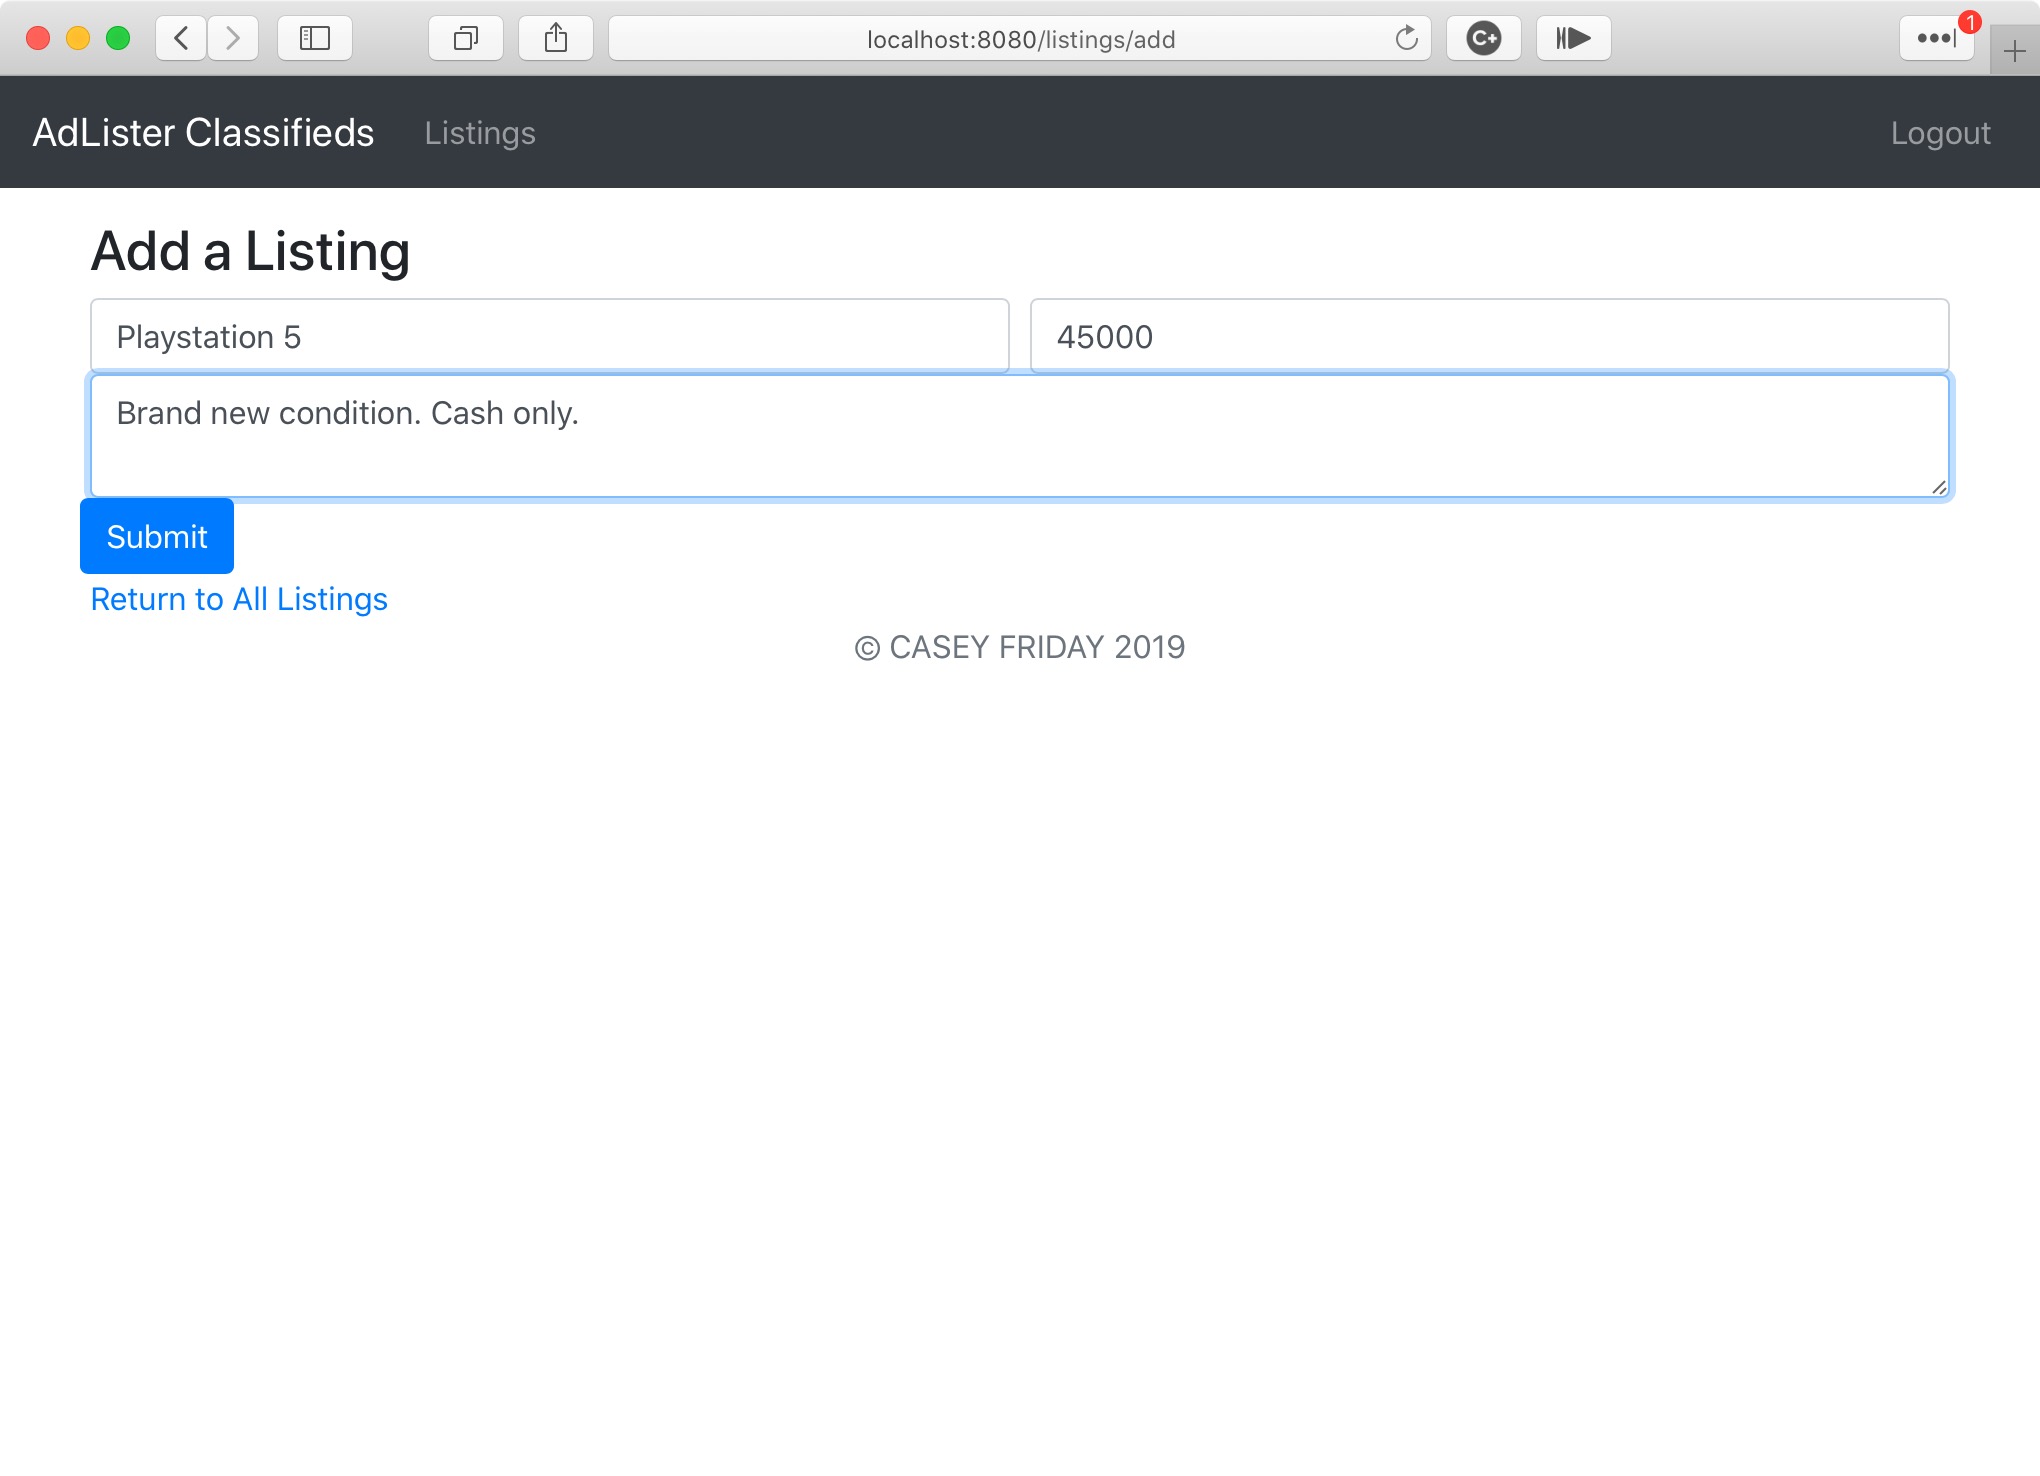 localhost:8080/listings/add
C+
1
AdLister Classifieds Listings Logout
Add a Listing
Playstation 5 45000
Brand new condition. Cash only.
Submit
Return to All Listings
© CASEY FRIDAY 2019